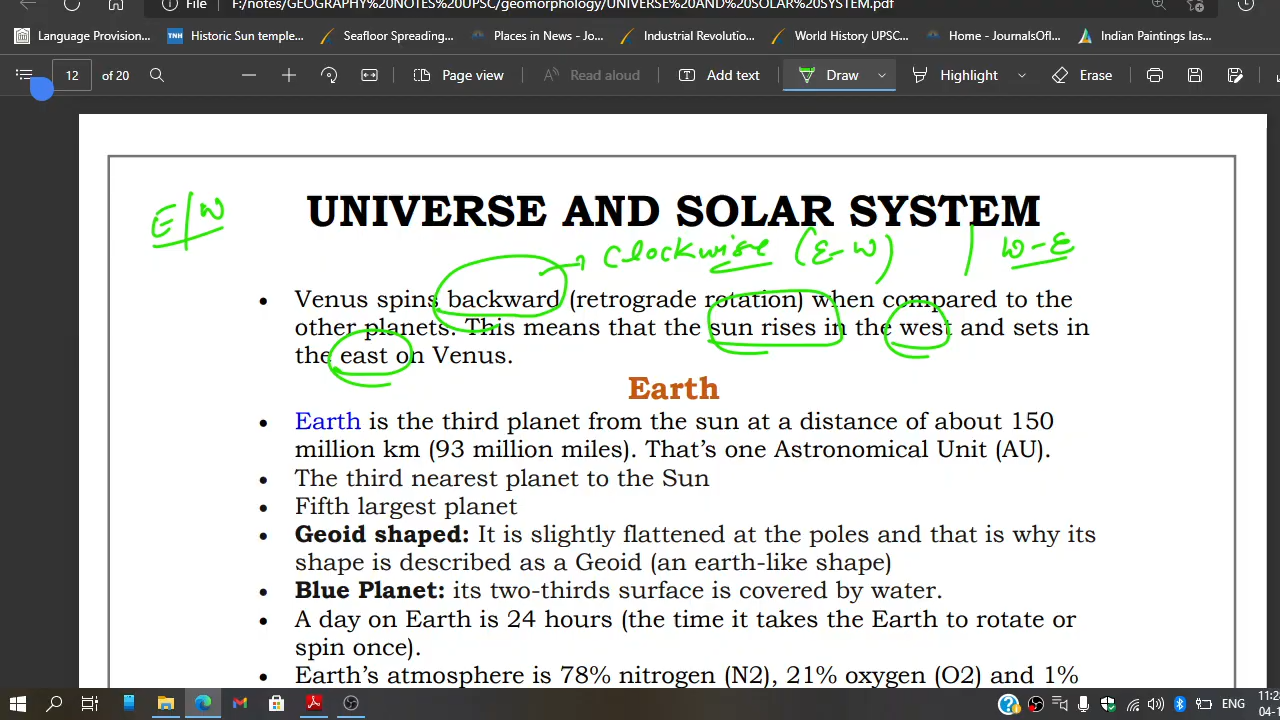 File | F:/notes/GEOGRAPHY%20NOTES%20UPSC/geomorphology/UNIVERSE%20AND%20SOLAR%20SYSTEM.pdf
Language Provision... TNH Historic Sun temple... Seafloor Spreading... Places in News - Jo... Industrial Revolutio... World History UPSC... Home - JournalsOfI... Indian Paintings las...
12 of 20 Page view Read aloud Add text Draw Highlight Erase
E/W
UNIVERSE AND SOLAR SYSTEM
Clockwise (E-W) | W-E
• Venus spins backward (retrograde rotation) when compared to the
other planets. This means that the sun rises in the west and sets in
the east on Venus.
Earth
• Earth is the third planet from the sun at a distance of about 150
million km (93 million miles). That’s one Astronomical Unit (AU).
• The third nearest planet to the Sun
• Fifth largest planet
• Geoid shaped: It is slightly flattened at the poles and that is why its
shape is described as a Geoid (an earth-like shape)
• Blue Planet: its two-thirds surface is covered by water.
• A day on Earth is 24 hours (the time it takes the Earth to rotate or
spin once).
• Earth’s atmosphere is 78% nitrogen (N2), 21% oxygen (O2) and 1%
ENG 11:2
04-1